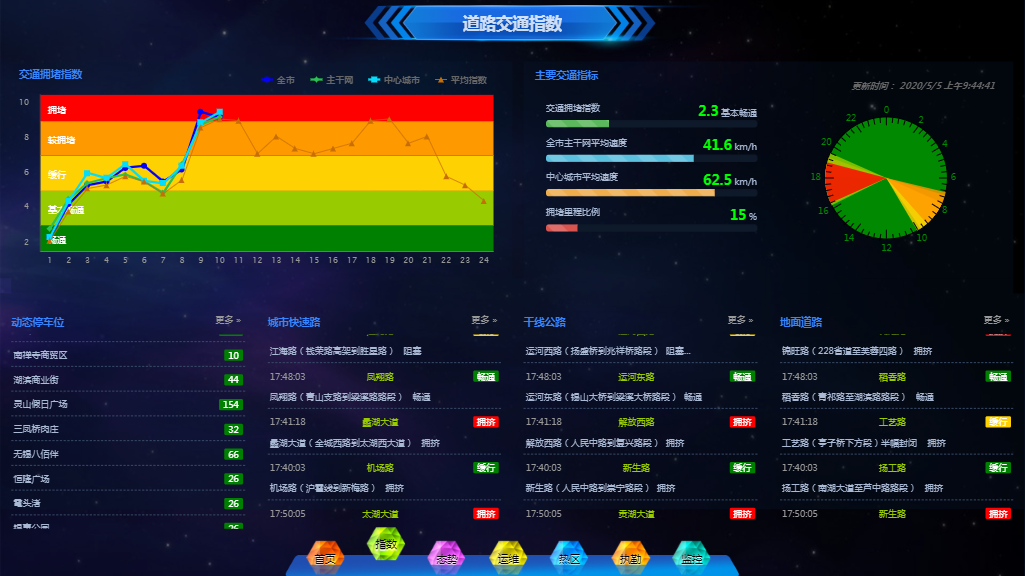 道路交通指数
交通拥堵指数
全市 主干网 中心城市 平均指数
10
8
6
4
2
拥堵
较拥堵
缓行
畅通
1 2 3 4 5 6 7 8 9 10 11 12 13 14 15 16 17 18 19 20 21 22 23 24
主要交通指标
更新时间： 2020/5/5 上午9:44:41
交通拥堵指数 2.3 基本畅通
全市主干网平均速度 41.6 km/h
中心城市平均速度 62.5 km/h
拥堵里程比例 15 %
0
2
4
6
8
10
12
14
16
18
20
22
动态停车位 更多 »
南禅寺商贸区 10
湖滨商业街 44
灵山假日广场 154
三凤桥肉庄 32
无锡八佰伴 66
恒隆广场 26
鼋头渚 26
城市快速路 更多 »
江海路（钱荣高架到胜星路） 阻塞
17:48:03 凤翔路 畅通
凤翔路（青山支路到梁溪路路段） 畅通
17:41:18 蠡湖大道 拥挤
蠡湖大道（全城西路到太湖西大道） 拥挤
17:40:03 机场路 缓行
机场路（沪霍线到新梅路） 拥挤
17:50:05 太湖大道 拥挤
干线公路 更多 »
运河西路（扬盛桥到兆祥桥路段） 阻塞...
17:48:03 运河东路 畅通
运河东路（锡山大桥到梁溪大桥路段） 畅通
17:41:18 解放西路 拥挤
解放西路（人民中路到复兴路段） 拥挤
17:40:03 新生路 缓行
新生路（人民中路到崇宁路段） 拥挤
17:50:05 贡湖大道 拥挤
地面道路 更多 »
锦旺路（228省道至芙蓉四路） 拥挤
17:48:03 稻香路 畅通
稻香路（青祁路至湖滨路路段） 畅通
17:41:18 工艺路 缓行
工艺路（亭子桥下方段）半幅封闭 拥挤
17:40:03 扬工路 缓行
扬工路（南湖大道至芦中路路段） 拥挤
17:50:05 新生路 拥挤
首页 指数 态势 运维 热区 执勤 监控